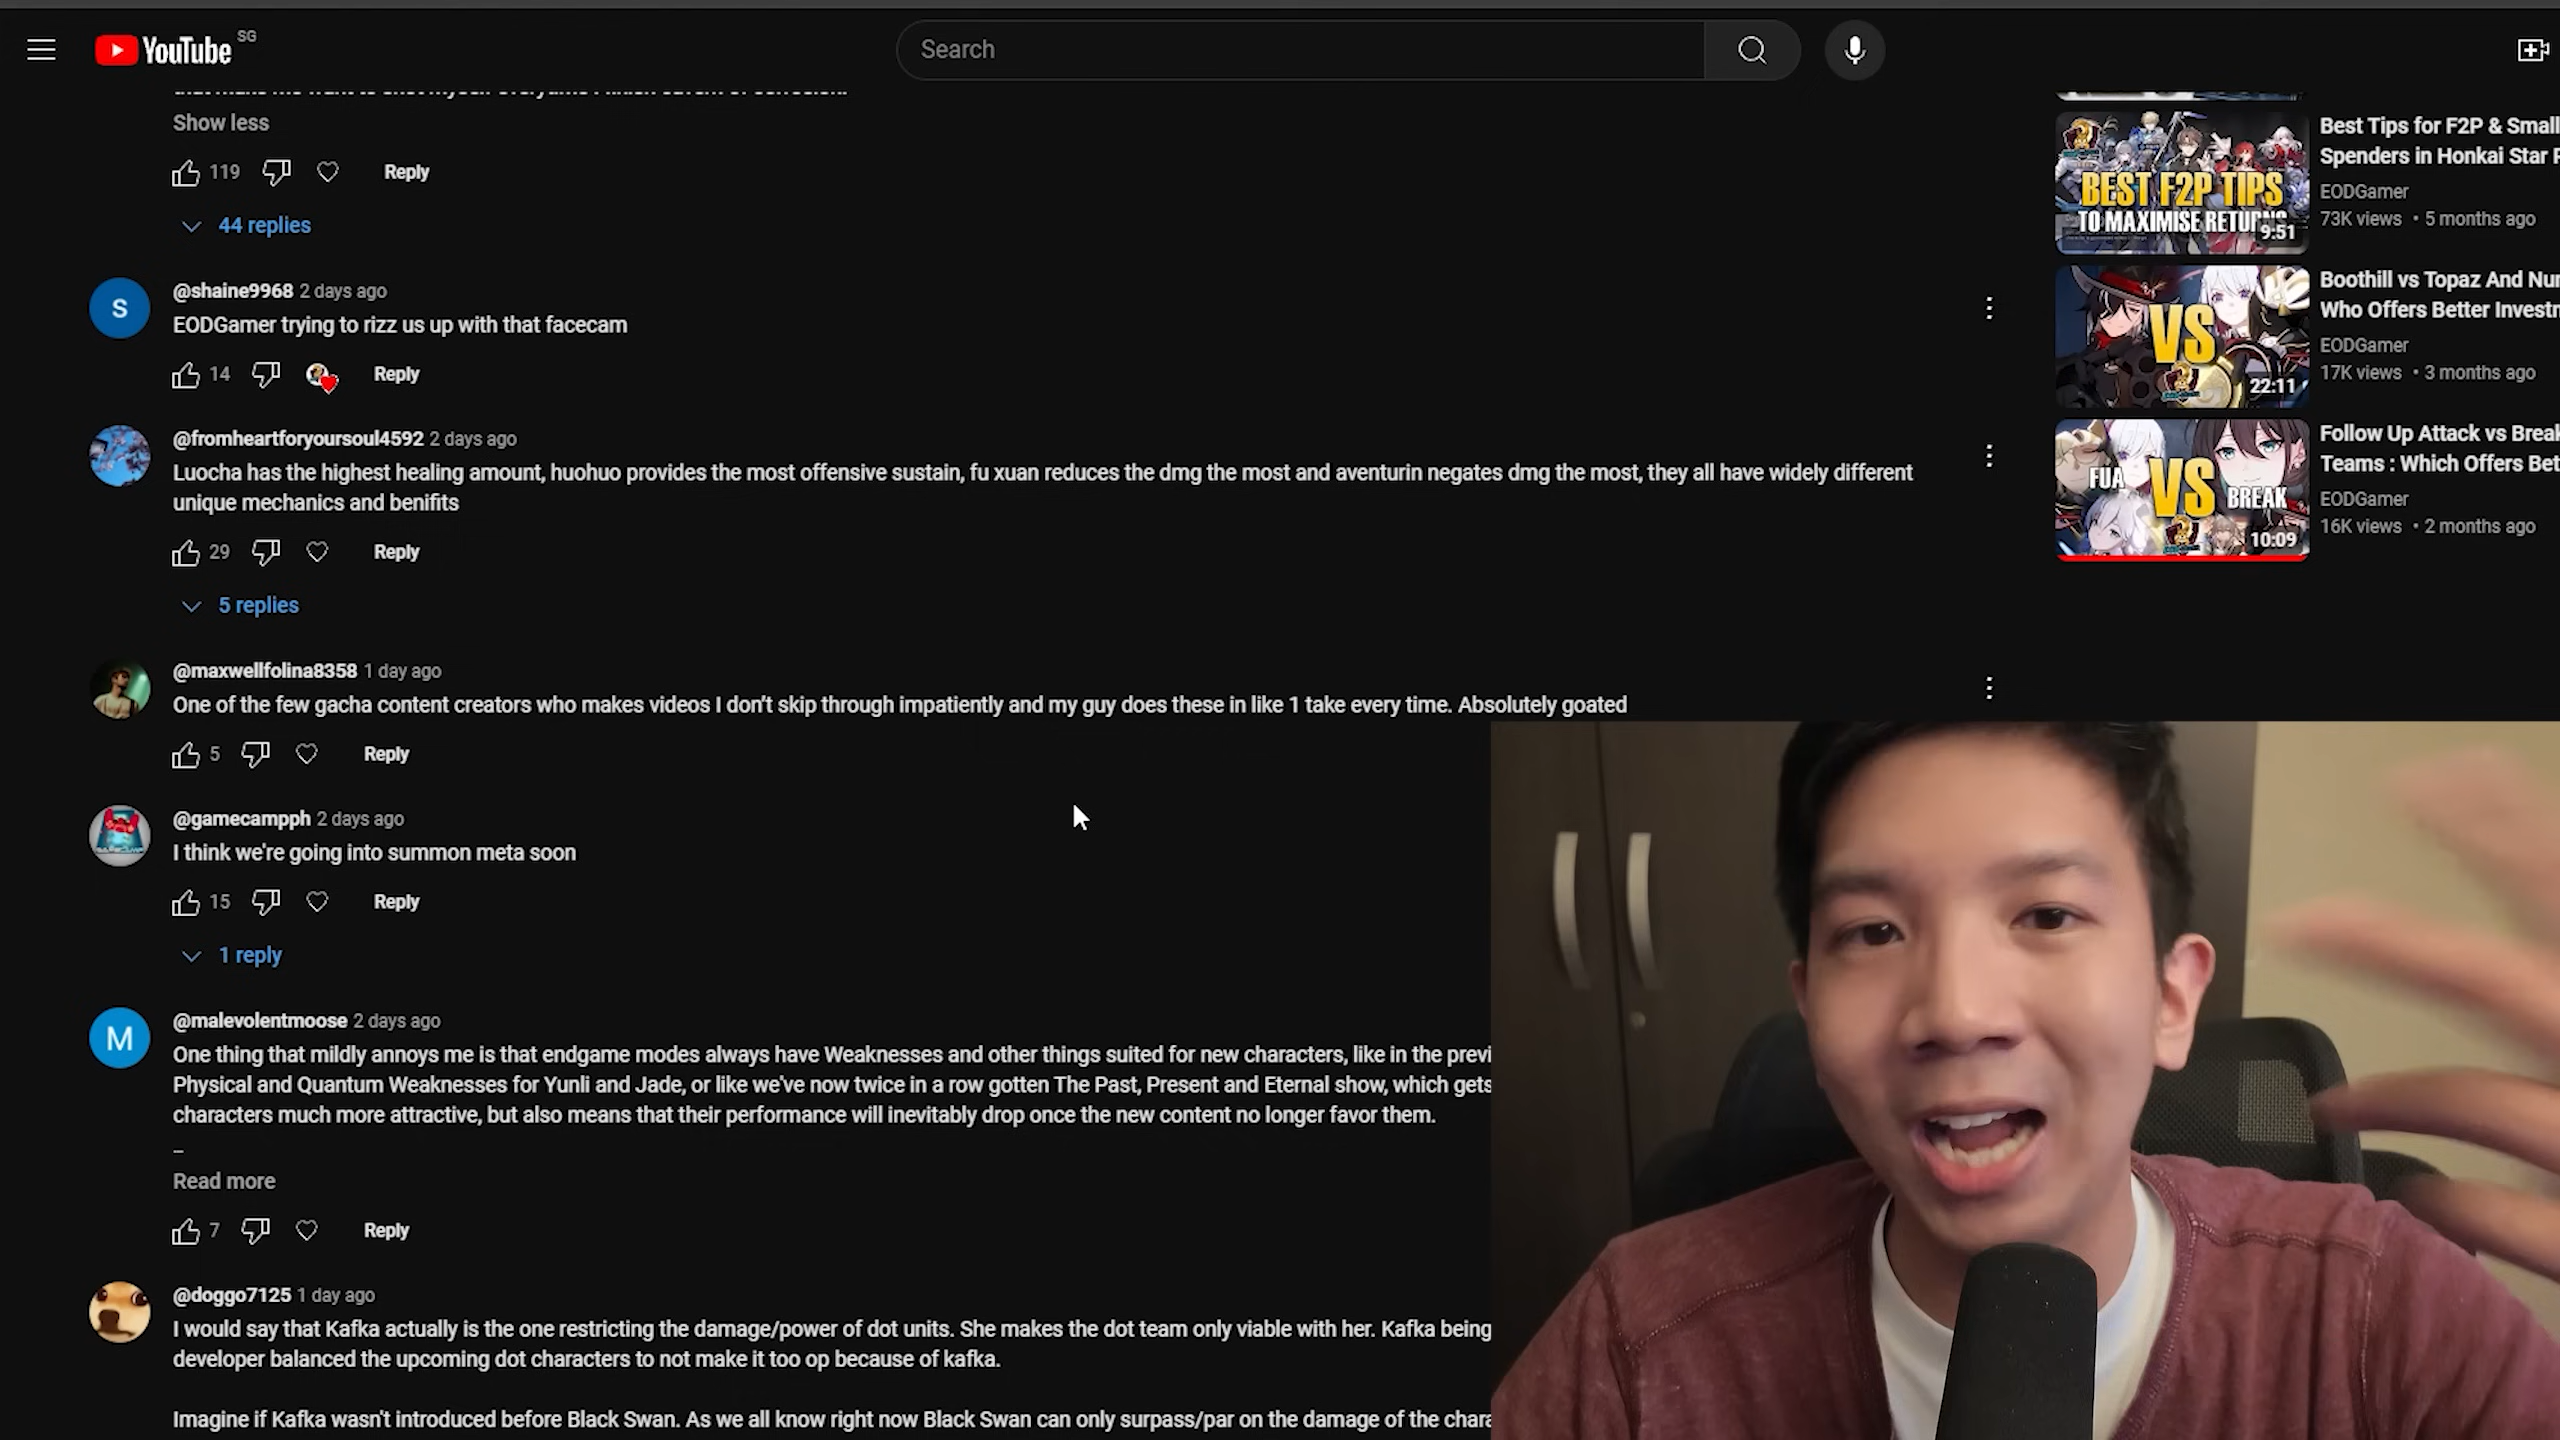 YouTube SG
Search
Show less
119 Reply
44 replies
S
@shaine9968 2 days ago
EODGamer trying to rizz us up with that facecam
14 Reply
@fromheartforyoursoul4592 2 days ago
Luocha has the highest healing amount, huohuo provides the most offensive sustain, fu xuan reduces the dmg the most and aventurin negates dmg the most, they all have widely different
unique mechanics and benifits
29 Reply
5 replies
@maxwellfolina8358 1 day ago
One of the few gacha content creators who makes videos I don't skip through impatiently and my guy does these in like 1 take every time. Absolutely goated
5 Reply
@gamecampph 2 days ago
I think we're going into summon meta soon
15 Reply
1 reply
M
@malevolentmoose 2 days ago
One thing that mildly annoys me is that endgame modes always have Weaknesses and other things suited for new characters, like in the previ
Physical and Quantum Weaknesses for Yunli and Jade, or like we've now twice in a row gotten The Past, Present and Eternal show, which gets
characters much more attractive, but also means that their performance will inevitably drop once the new content no longer favor them.
–
Read more
7 Reply
@doggo7125 1 day ago
I would say that Kafka actually is the one restricting the damage/power of dot units. She makes the dot team only viable with her. Kafka being
developer balanced the upcoming dot characters to not make it too op because of kafka.
Imagine if Kafka wasn't introduced before Black Swan. As we all know right now Black Swan can only surpass/par on the damage of the chara
BEST F2P TIPS
TO MAXIMISE RETURNS
9:51
Best Tips for F2P & Small
Spenders in Honkai Star
EODGamer
73K views • 5 months ago
VS
22:11
Boothill vs Topaz And Nu
Who Offers Better Invest
EODGamer
17K views • 3 months ago
FUA VS BREAK
10:09
Follow Up Attack vs Break
Teams : Which Offers Bet
EODGamer
16K views • 2 months ago